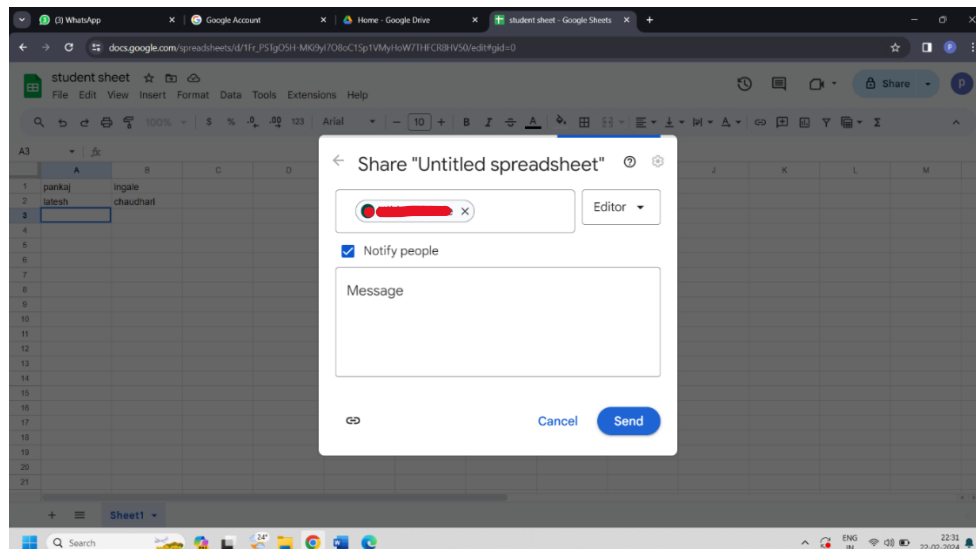 (3) WhatsApp
Google Account
Home - Google Drive
student sheet - Google Sheets
docs.google.com/spreadsheets/d/1Fr_PSTgO5H-MKi9yI7O8oC1Sp1VMyHoW7THFCR8HV50/edit#gid=0
student sheet
File Edit View Insert Format Data Tools Extensions Help
Share
P
100% $ % .0 .00 123 Arial 10 B I A
A3 fx
A B C D J K L M
1 pankaj ingale
2 latesh chaudhari
3
4
5
6
7
8
9
10
11
12
13
14
15
16
17
18
19
20
21
Share "Untitled spreadsheet"
Editor
Notify people
Message
Cancel Send
Sheet1
Search
24°
ENG
IN
22:31
22-02-2024